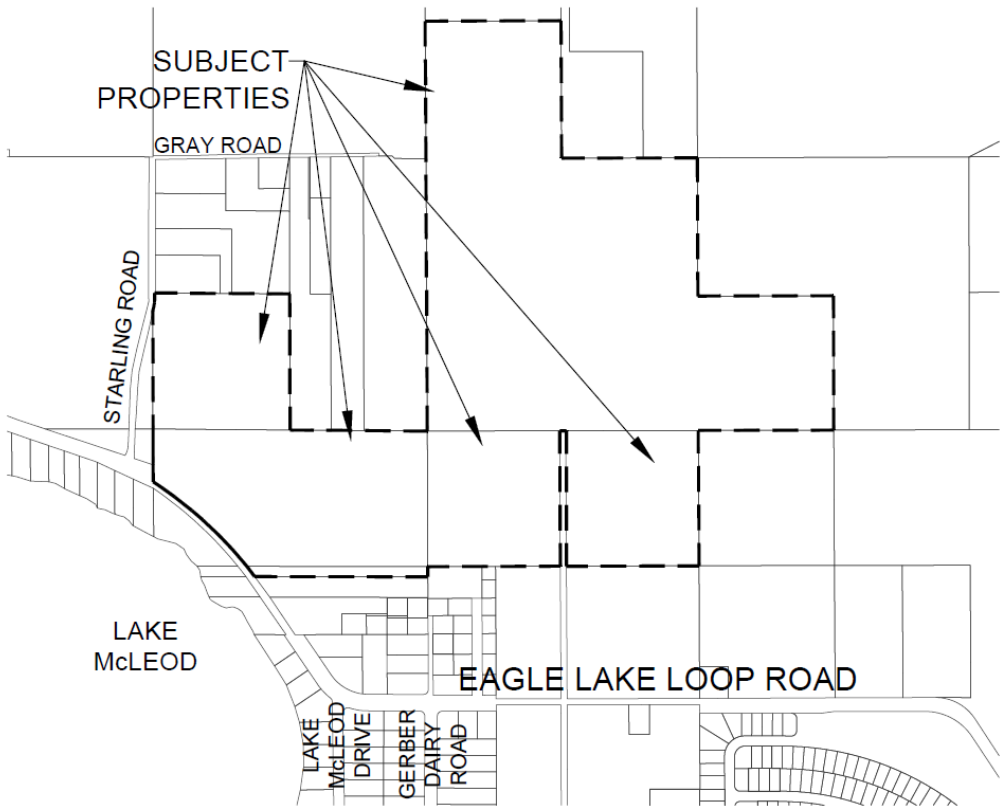 SUBJECT
PROPERTIES
GRAY ROAD
STARLING ROAD
LAKE
McLEOD
EAGLE LAKE LOOP ROAD
LAKE
McLEOD
DRIVE
GERBER
DAIRY
ROAD